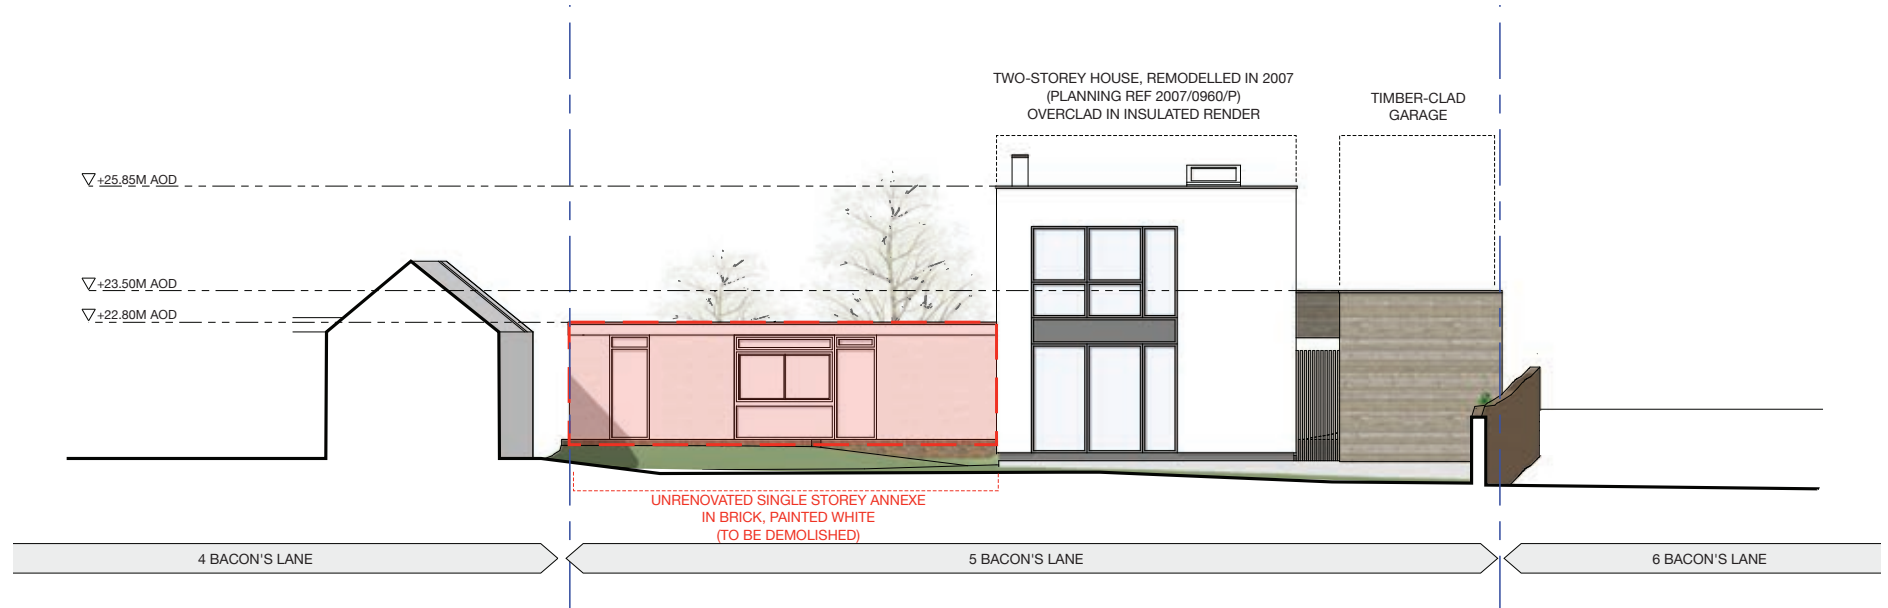 TWO-STOREY HOUSE, REMODELLED IN 2007
(PLANNING REF 2007/0960/P)
OVERCLAD IN INSULATED RENDER
TIMBER-CLAD
GARAGE
+25.85M AOD
+23.50M AOD
+22.80M AOD
UNRENOVATED SINGLE STOREY ANNEXE
IN BRICK, PAINTED WHITE
(TO BE DEMOLISHED)
4 BACON'S LANE
5 BACON'S LANE
6 BACON'S LANE